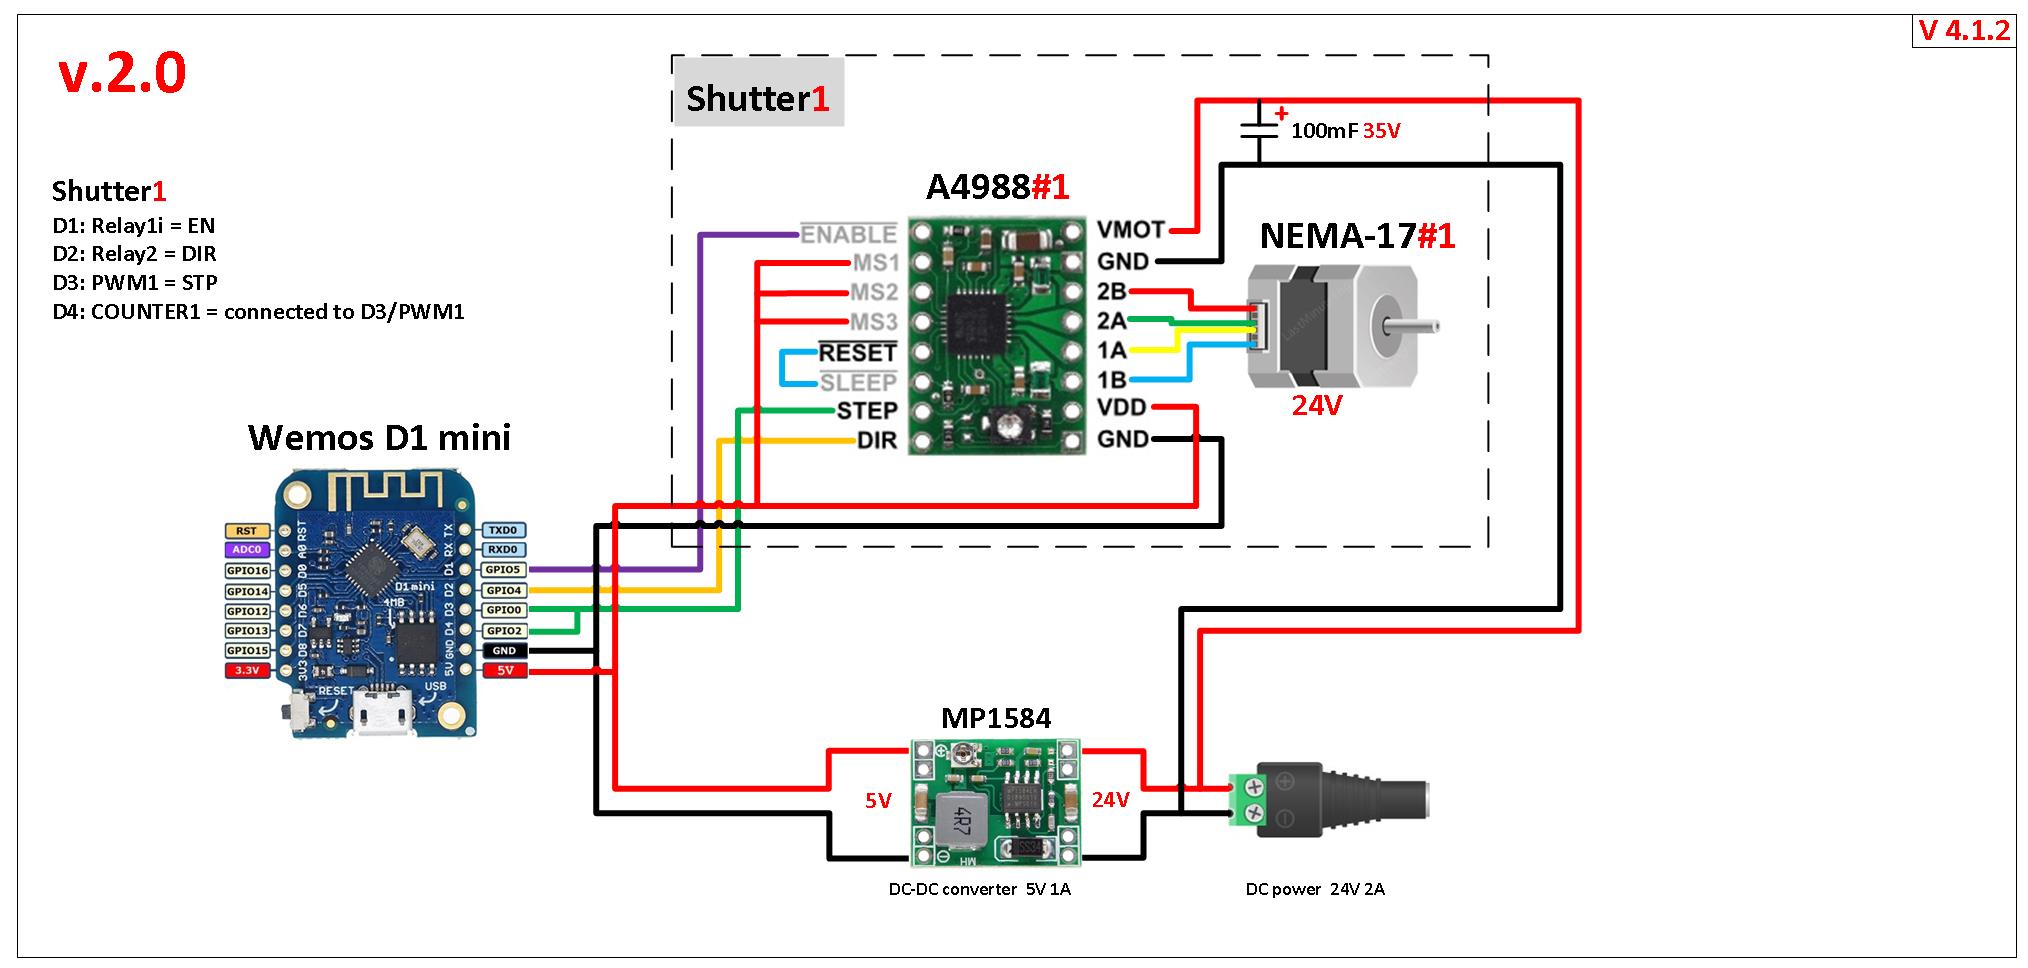 V 4.1.2
v.2.0
Shutter1
D1: Relay1i = EN
D2: Relay2 = DIR
D3: PWM1 = STP
D4: COUNTER1 = connected to D3/PWM1
Shutter1
100mF 35V
A4988#1
ENABLE
MS1
MS2
MS3
RESET
SLEEP
STEP
DIR
VMOT
GND
2B
2A
1A
1B
VDD
GND
NEMA-17#1
24V
Wemos D1 mini
RST
ADC0
GPIO16
GPIO14
GPIO12
GPIO13
GPIO15
3.3V
RST
A0
D0
D5
D6
D7
D8
3V3
D1 mini
4MB
RESET
USB
TX
RX
D1
D2
D3
D4
GND
5V
TXD0
RXD0
GPIO5
GPIO4
GPIO0
GPIO2
GND
5V
MP1584
5V
4R7
MH
SS34
24V
DC-DC converter 5V 1A
DC power 24V 2A